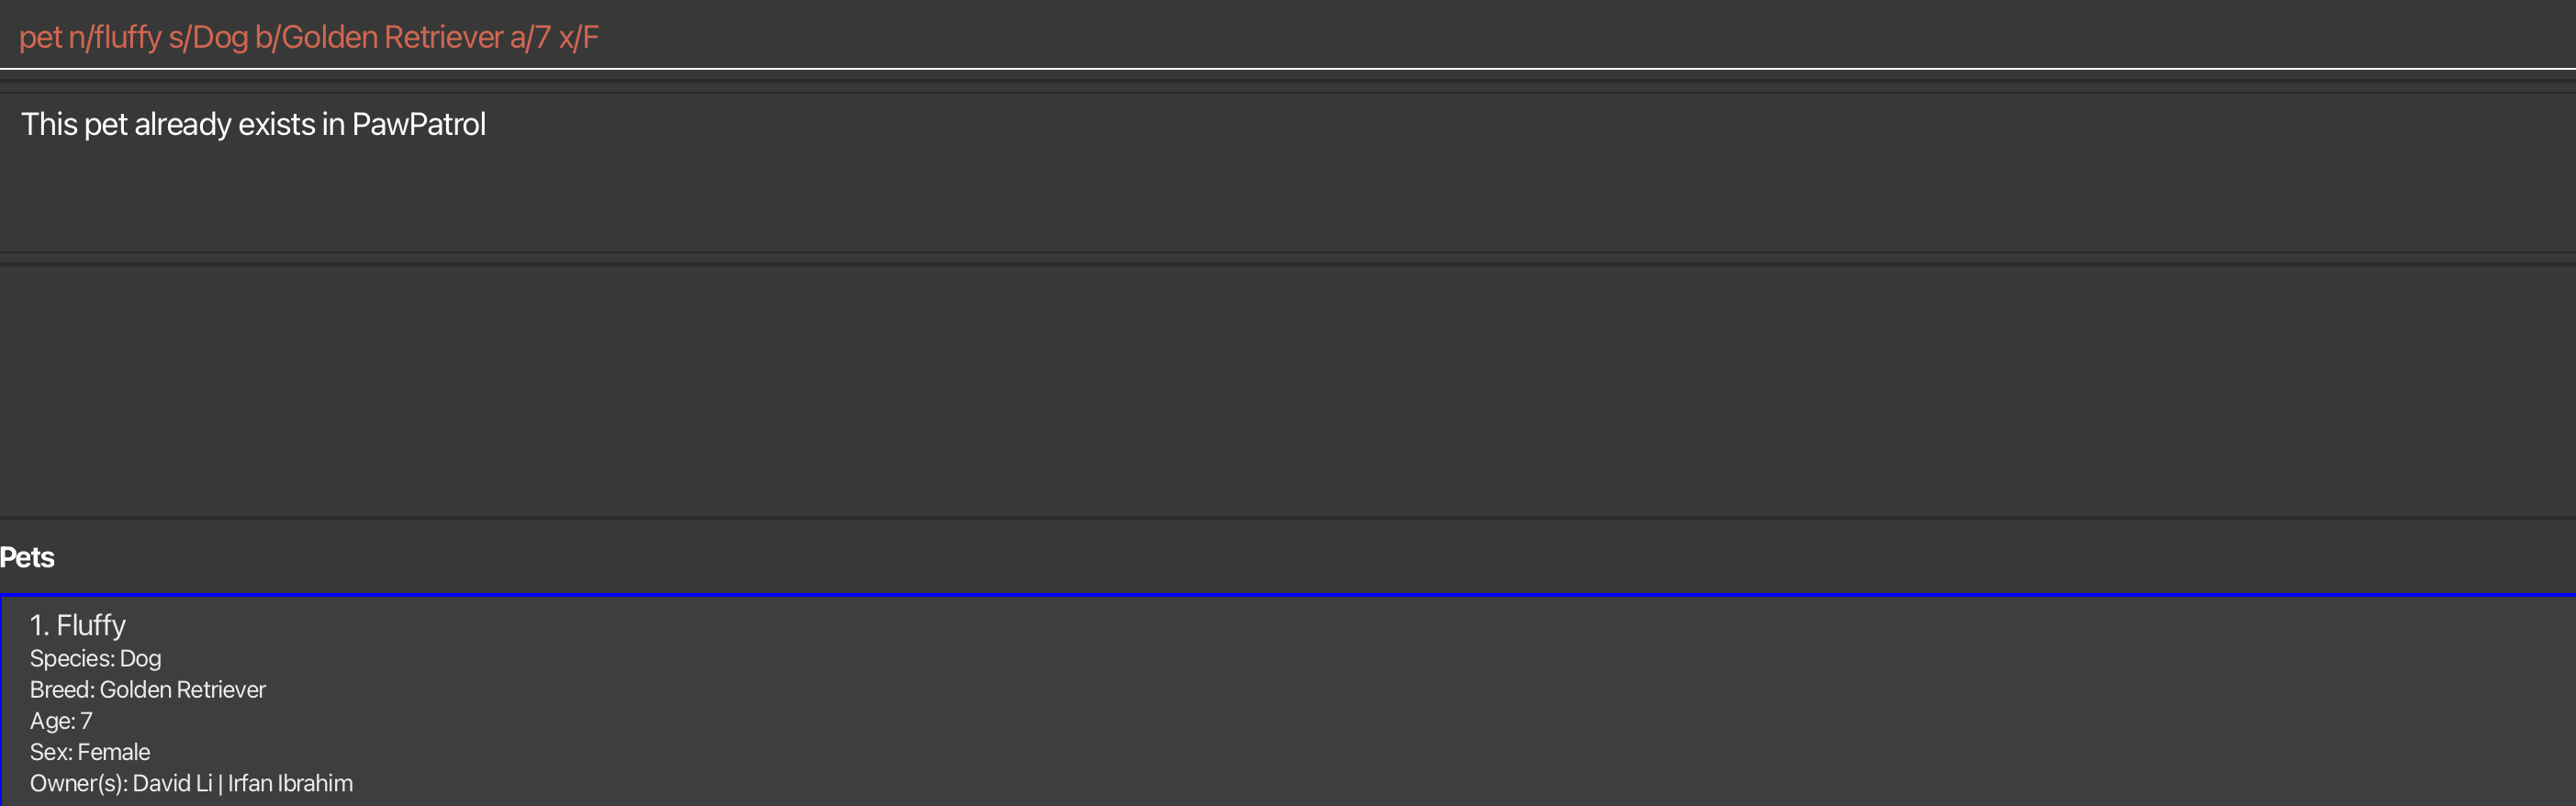 pet n/fluffy s/Dog b/Golden Retriever a/7 x/F
This pet already exists in PawPatrol
Pets
1. Fluffy
Species: Dog
Breed: Golden Retriever
Age: 7
Sex: Female
Owner(s): David Li | Irfan Ibrahim